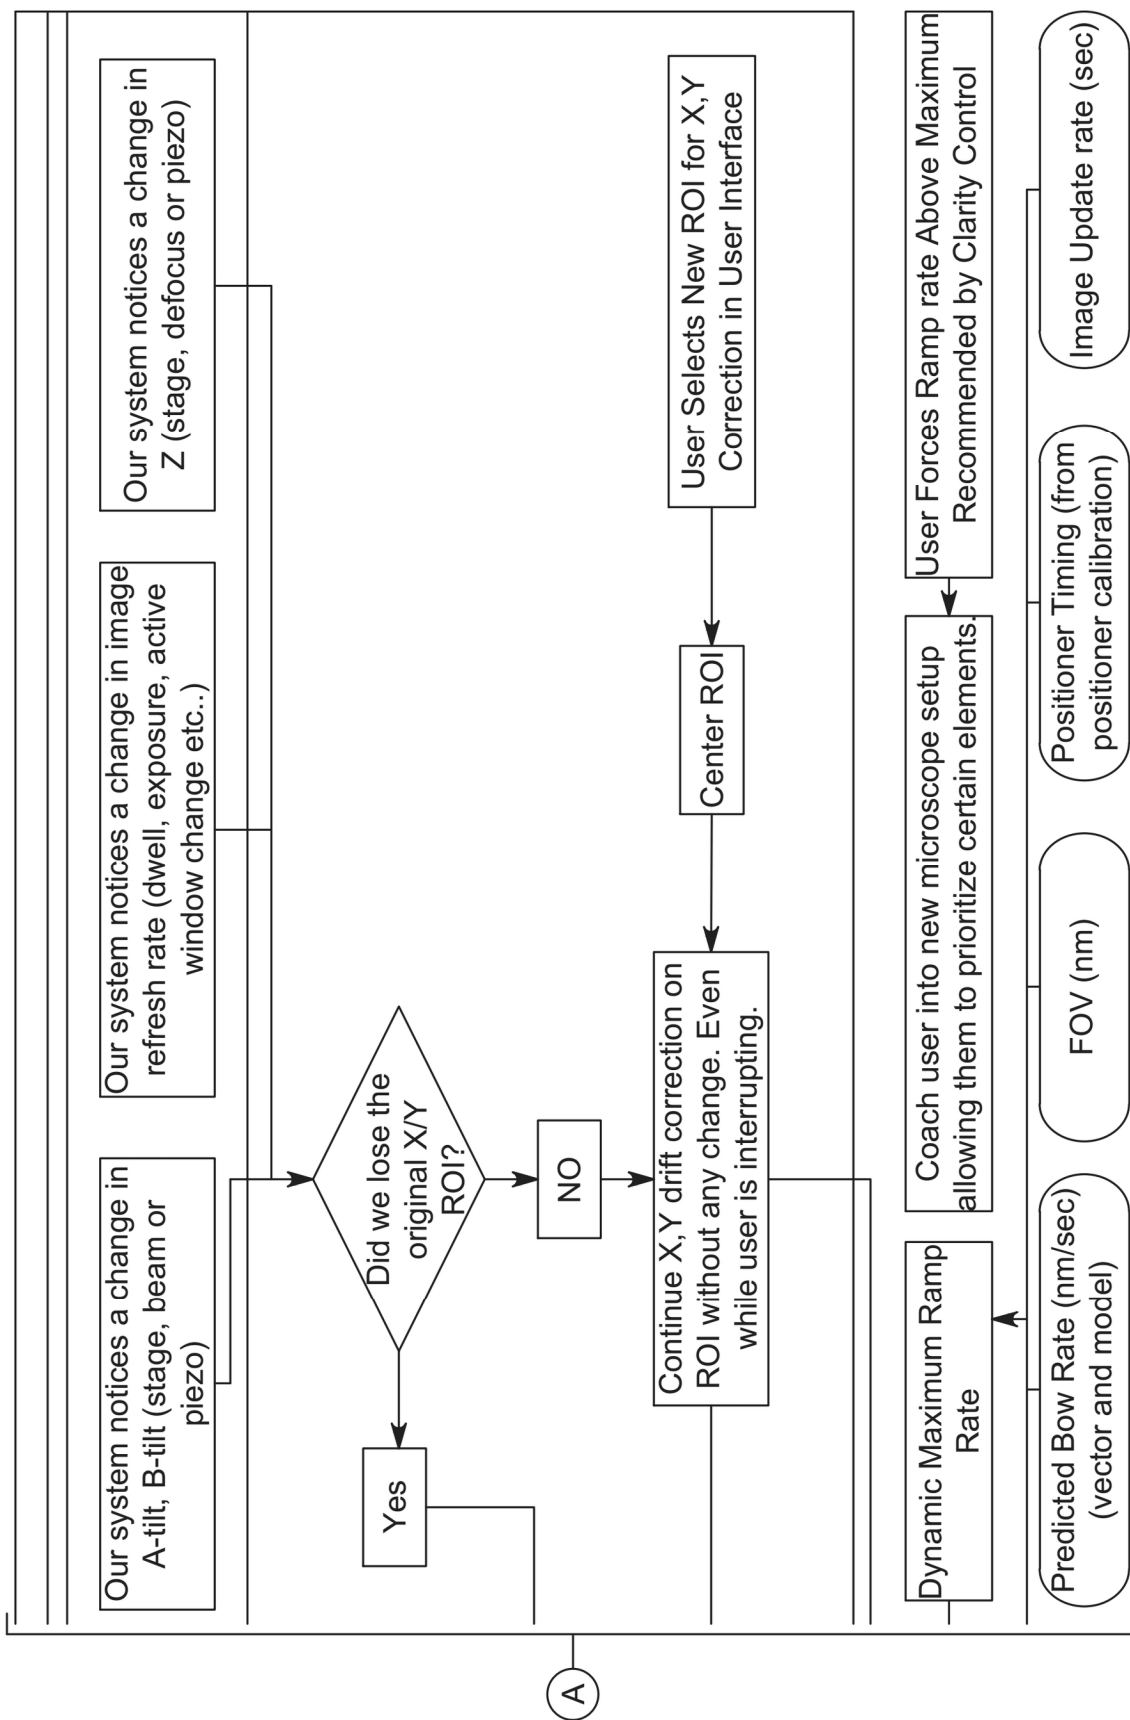 Our system notices a change in
A-tilt, B-tilt (stage, beam or
piezo)
Our system notices a change in image
refresh rate (dwell, exposure, active
window change etc..)
Our system notices a change in
Z (stage, defocus or piezo)
Did we lose the
original X/Y
ROI?
Yes
NO
Continue X,Y drift correction on
ROI without any change. Even
while user is interrupting.
Center ROI
User Selects New ROI for X,Y
Correction in User Interface
Dynamic Maximum Ramp
Rate
Coach user into new microscope setup
allowing them to prioritize certain elements.
User Forces Ramp rate Above Maximum
Recommended by Clarity Control
Predicted Bow Rate (nm/sec)
(vector and model)
FOV (nm)
Positioner Timing (from
positioner calibration)
Image Update rate (sec)
A